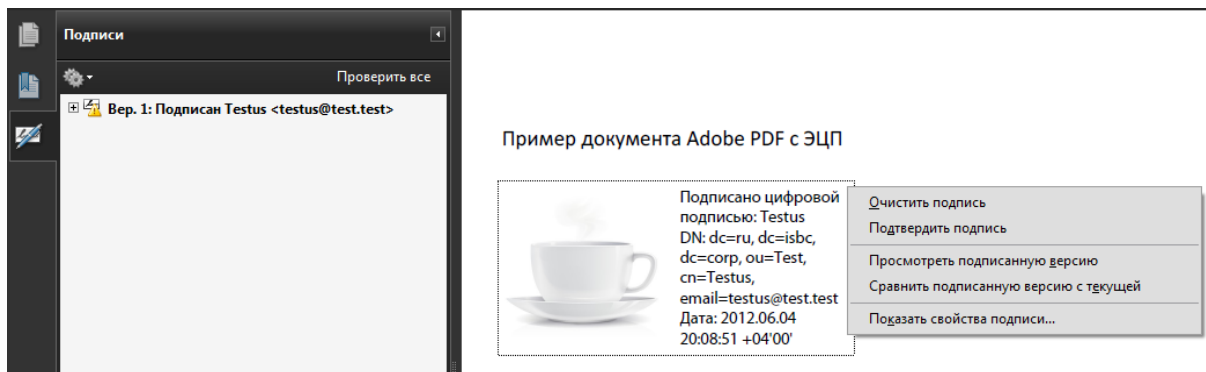 Подписи
Проверить все
Вер. 1: Подписан Testus <testus@test.test>
Пример документа Adobe PDF с ЭЦП
Подписано цифровой
подписью: Testus
DN: dc=ru, dc=isbc,
dc=corp, ou=Test,
cn=Testus,
email=testus@test.test
Дата: 2012.06.04
20:08:51 +04'00'
Очистить подпись
Подтвердить подпись
Просмотреть подписанную версию
Сравнить подписанную версию с текущей
Показать свойства подписи...